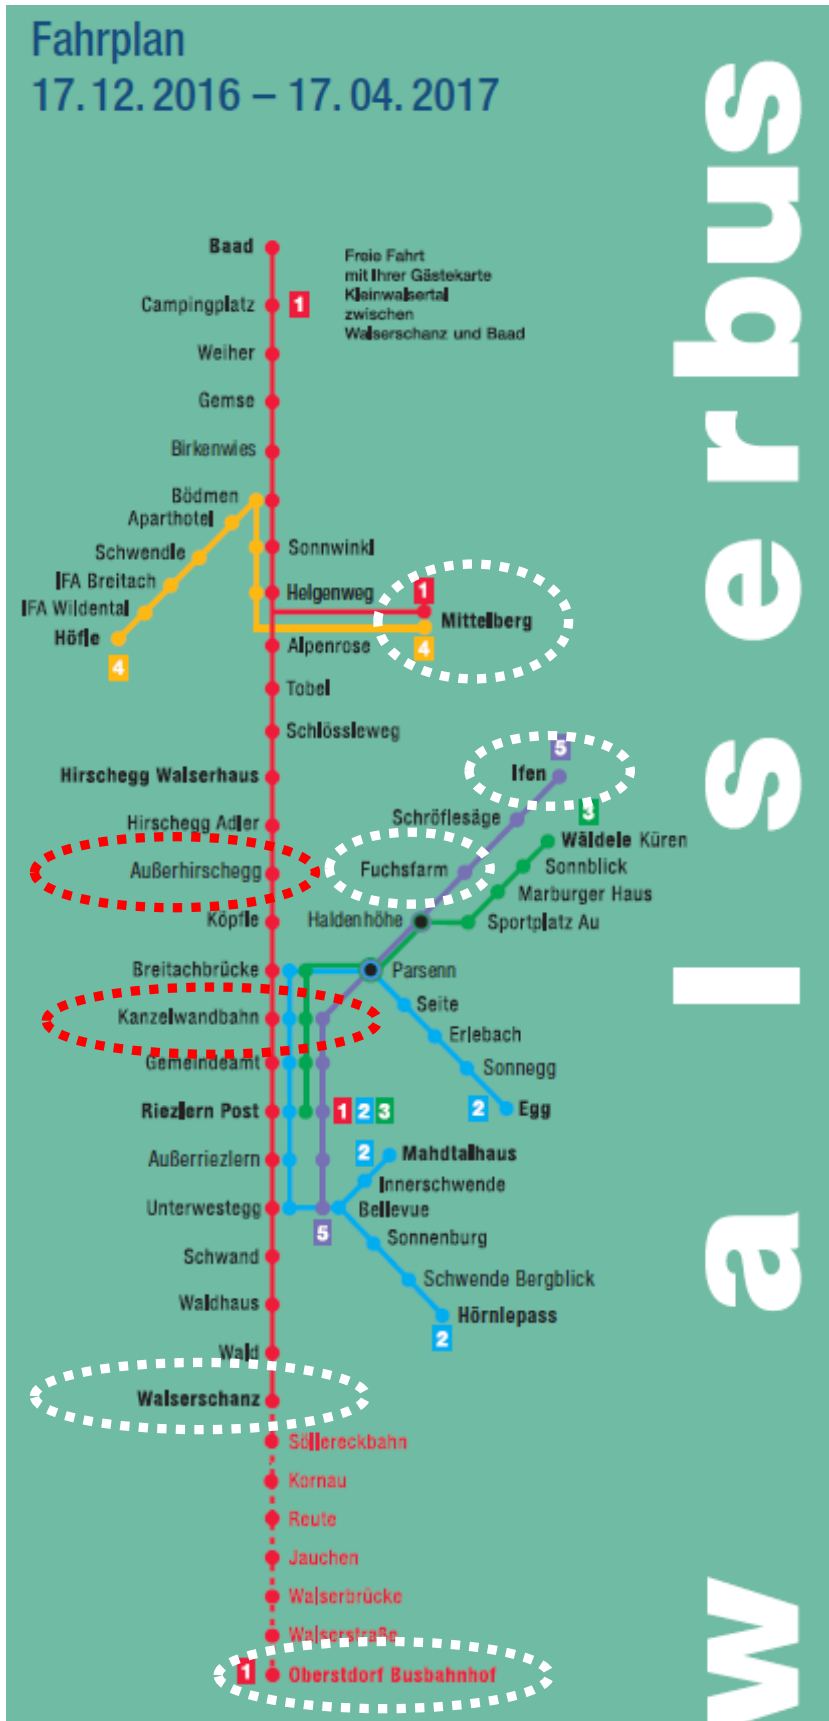 Fahrplan
17.12.2016 – 17.04.2017
Baad
Freie Fahrt
mit Ihrer Gästekarte
Kleinwalsertal
zwischen
Walserschanz und Baad
Campingplatz
1
Weiher
Gemse
Birkenwies
Bödmen
Aparthotel
Schwendle
IFA Breitach
IFA Wildental
Höfle
4
Sonnwinkl
Helgenweg
1
Mittelberg
4
Alpenrose
Tobel
Schlössleweg
Hirschegg Walserhaus
5
Ifen
Hirschegg Adler
Schröflesäge
3
Wäldele Küren
Außerhirschegg
Fuchsfarm
Sonnblick
Marburger Haus
Köpfle
Haldenhöhe
Sportplatz Au
Breitachbrücke
Parsenn
Seite
Kanzelwandbahn
Erlebach
Gemeindeamt
Sonnegg
Riezlern Post
1 2 3
2
Egg
Außerriezlern
2
Mahdtalhaus
Innerschwende
Unterwestegg
Bellevue
5
Sonnenburg
Schwand
Schwende Bergblick
Waldhaus
Hörnlepass
2
Wald
Walserschanz
Söllereckbahn
Kornau
Reute
Jauchen
Walserbrücke
Walserstraße
1
Oberstdorf Busbahnhof
walserbus